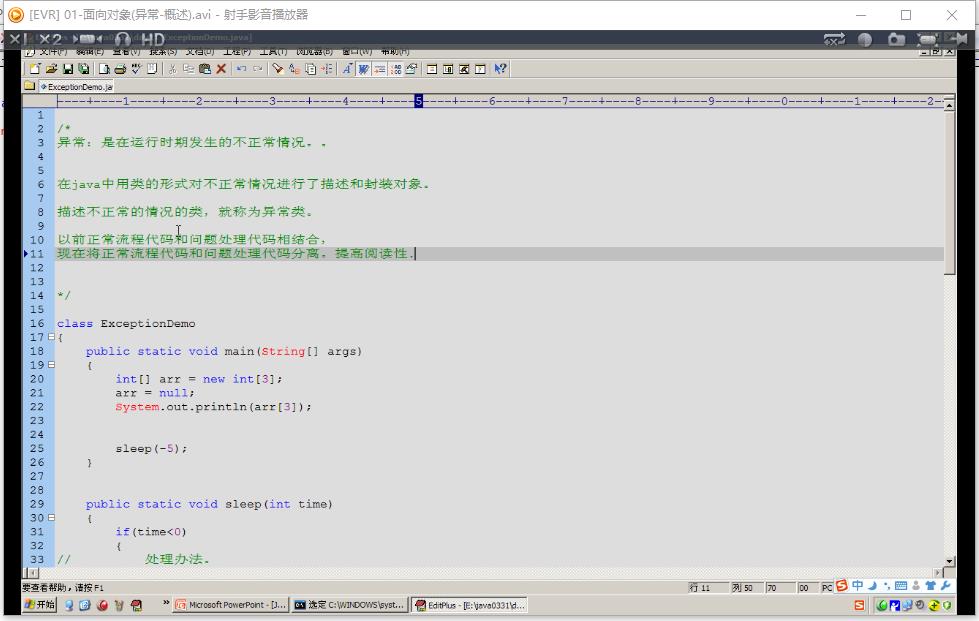 [EVR] 01-面向对象(异常-概述).avi - 射手影音播放器
X2 HD
文件(F) 编辑(E) 查看(V) 搜索(S) 文档(D) 工程(P) 工具(T) 浏览器(B) 窗口(W) 帮助(H)
ExceptionDemo.jav
1 2 3 4 5 6 7 8 9 0 1 2
1
2 /*
3 异常：是在运行时期发生的不正常情况。。
4
5
6 在java中用类的形式对不正常情况进行了描述和封装对象。
7
8 描述不正常的情况的类，就称为异常类。
9
10 以前正常流程代码和问题处理代码相结合，
11 现在将正常流程代码和问题处理代码分离。提高阅读性.
12
13
14 */
15
16 class ExceptionDemo
17 {
18 public static void main(String[] args)
19 {
20 int[] arr = new int[3];
21 arr = null;
22 System.out.println(arr[3]);
23
24
25 sleep(-5);
26 }
27
28
29 public static void sleep(int time)
30 {
31 if(time<0)
32 {
33 // 处理办法。
要查看帮助，请按 F1 行 11 列 50 70 00 PC 中
开始 Microsoft PowerPoint - [J... 选定 C:\WINDOWS\syst... EditPlus - [E:\java0331\d...